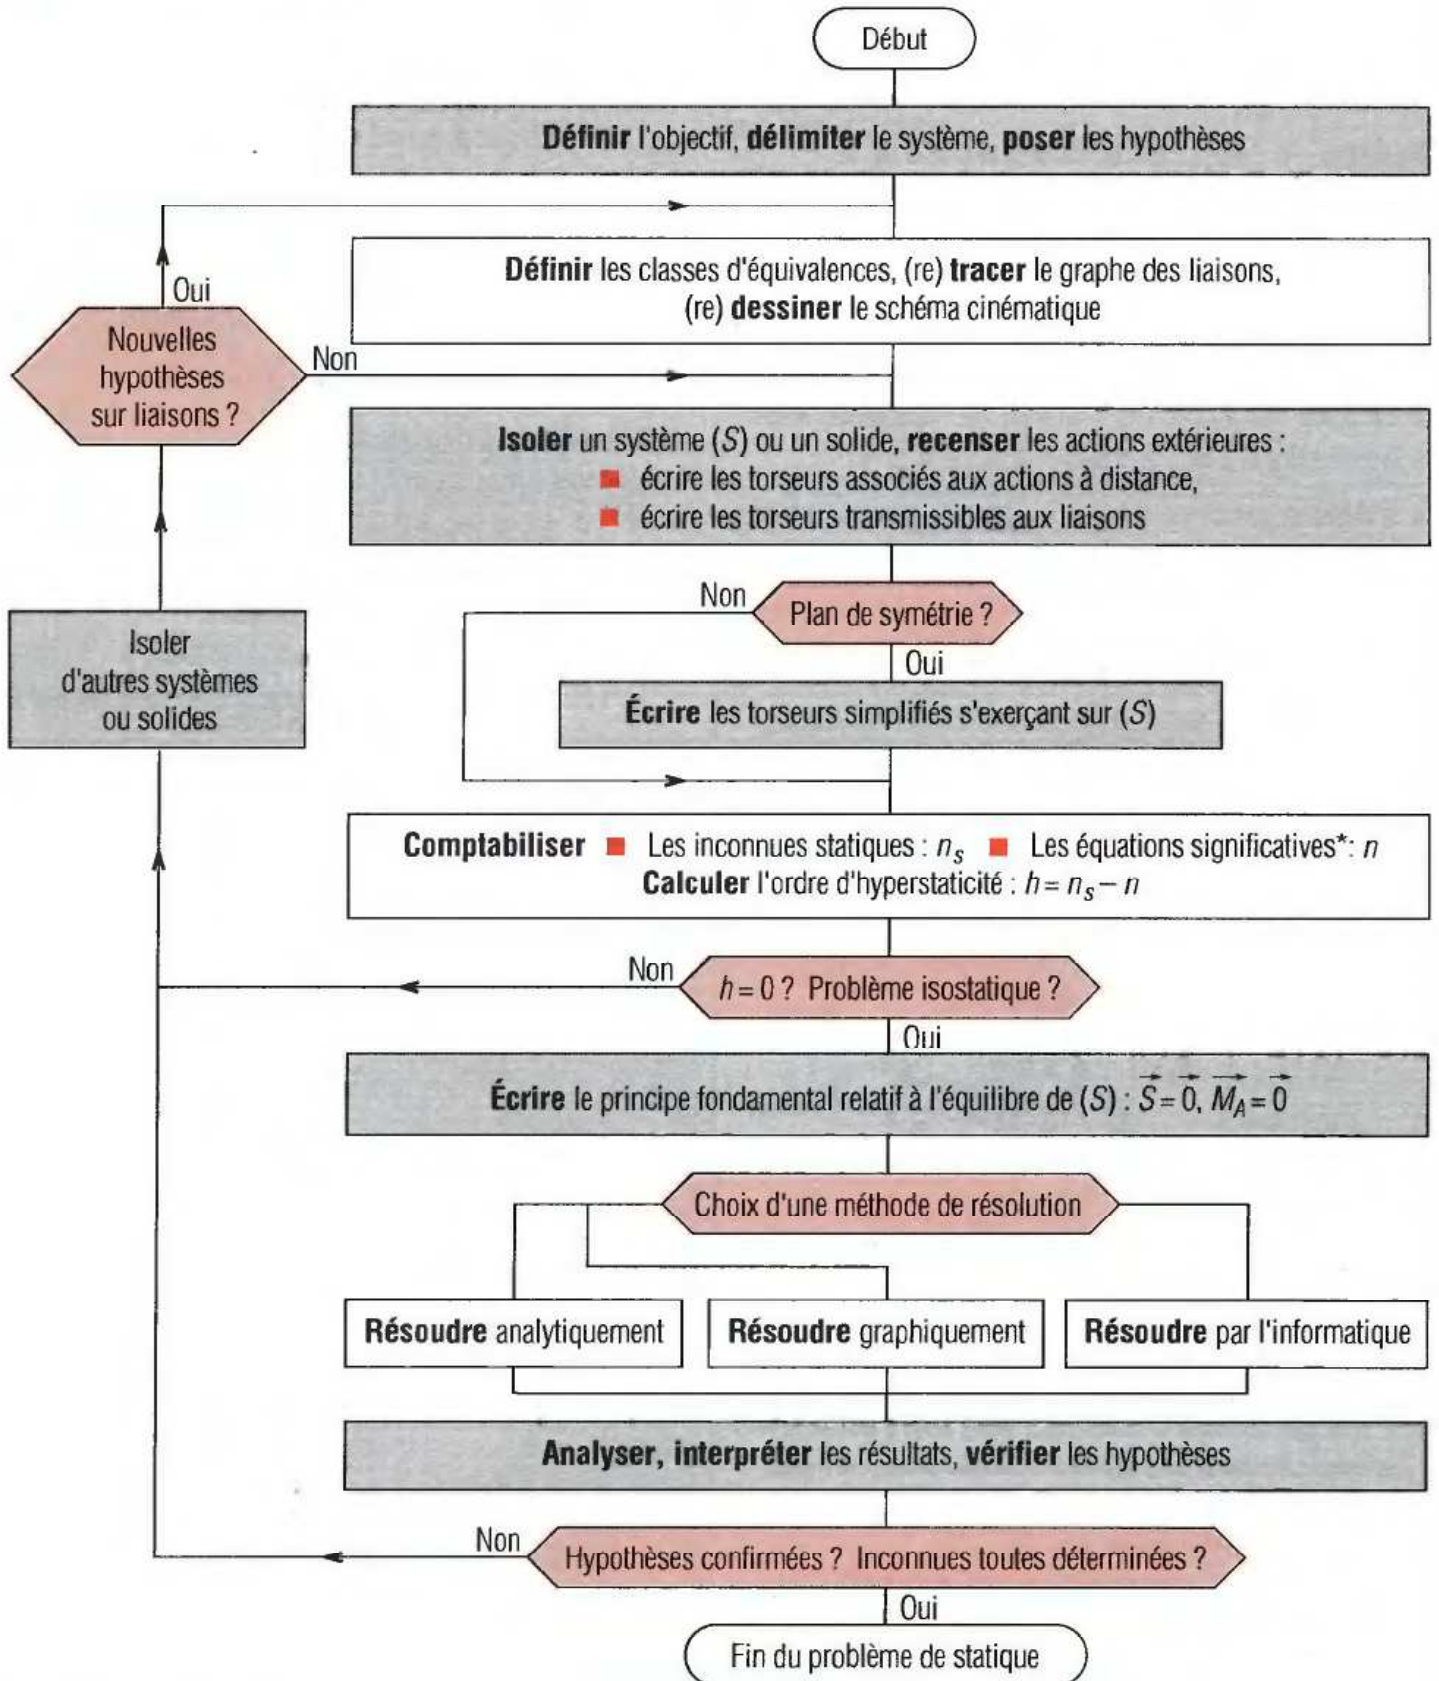 Début
Définir l'objectif, délimiter le système, poser les hypothèses
Oui
Définir les classes d'équivalences, (re) tracer le graphe des liaisons,
(re) dessiner le schéma cinématique
Nouvelles
hypothèses
sur liaisons ?
Non
Isoler un système (S) ou un solide, recenser les actions extérieures :
■ écrire les torseurs associés aux actions à distance,
■ écrire les torseurs transmissibles aux liaisons
Non
Plan de symétrie ?
Oui
Isoler
d'autres systèmes
ou solides
Écrire les torseurs simplifiés s'exerçant sur (S)
Comptabiliser ■ Les inconnues statiques : nₛ ■ Les équations significatives*: n
Calculer l'ordre d'hyperstaticité : h = nₛ – n
Non
h = 0 ? Problème isostatique ?
Oui
Écrire le principe fondamental relatif à l'équilibre de (S) : S⃗ = 0⃗, M⃗_A = 0⃗
Choix d'une méthode de résolution
Résoudre analytiquement
Résoudre graphiquement
Résoudre par l'informatique
Analyser, interpréter les résultats, vérifier les hypothèses
Non
Hypothèses confirmées ? Inconnues toutes déterminées ?
Oui
Fin du problème de statique